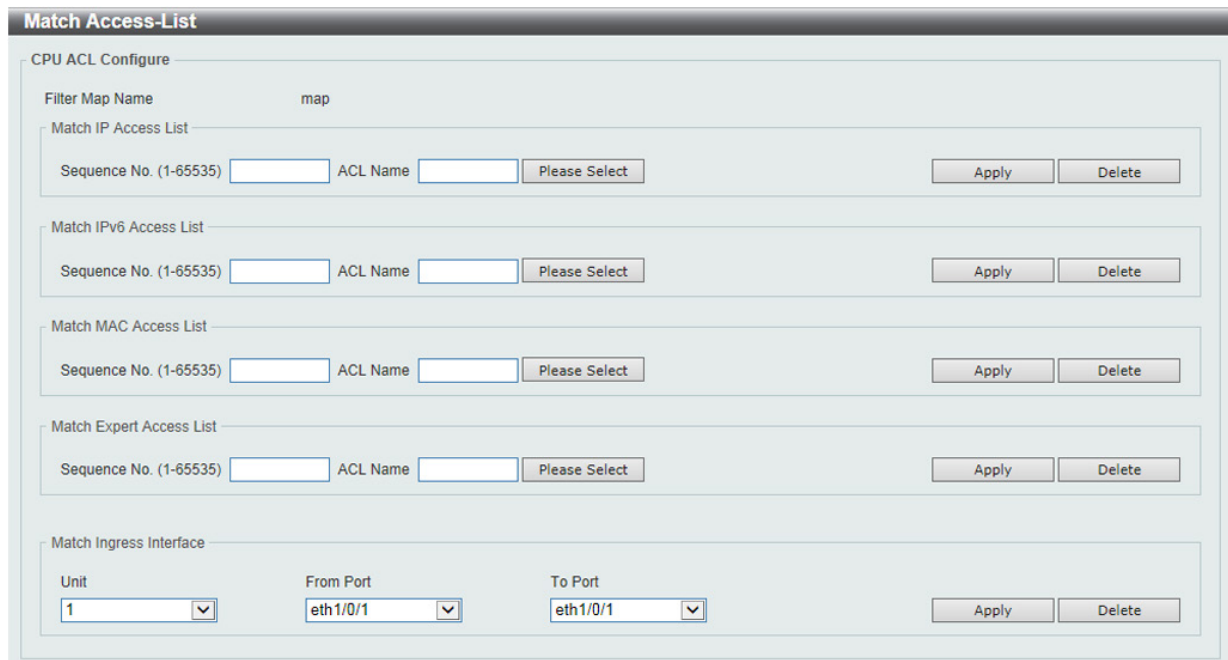 Match Access-List
CPU ACL Configure
Filter Map Name map
Match IP Access List
Sequence No. (1-65535) ACL Name Please Select Apply Delete
Match IPv6 Access List
Sequence No. (1-65535) ACL Name Please Select Apply Delete
Match MAC Access List
Sequence No. (1-65535) ACL Name Please Select Apply Delete
Match Expert Access List
Sequence No. (1-65535) ACL Name Please Select Apply Delete
Match Ingress Interface
Unit From Port To Port
1 eth1/0/1 eth1/0/1 Apply Delete